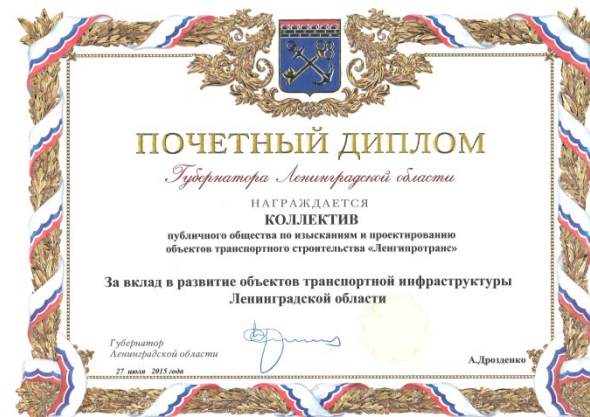 ПОЧЕТНЫЙ ДИПЛОМ
Губернатора Ленинградской области
НАГРАЖДАЕТСЯ
КОЛЛЕКТИВ
публичного общества по изысканиям и проектированию
объектов транспортного строительства «Ленгипротранс»
За вклад в развитие объектов транспортной инфраструктуры
Ленинградской области
Губернатор
Ленинградской области
А.Дрозденко
27 июля 2015 года